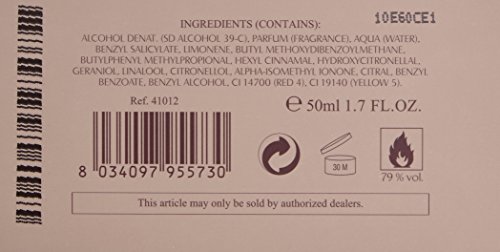 10E60CE1
INGREDIENTS (CONTAINS):
ALCOHOL DENAT. (SD ALCOHOL 39-C), PARFUM (FRAGRANCE), AQUA (WATER),
BENZYL SALICYLATE, LIMONENE, BUTYL METHOXYDIBENZOYLMETHANE,
BUTYLPHENYL METHYLPROPIONAL, HEXYL CINNAMAL, HYDROXYCITRONELLAL,
GERANIOL, LINALOOL, CITRONELLOL, ALPHA-ISOMETHYL IONONE, CITRAL, BENZYL
BENZOATE, BENZYL ALCOHOL, CI 14700 (RED 4), CI 19140 (YELLOW 5).
Ref. 41012
℮ 50ml 1.7 FL.OZ.
8 034097 955730
30 M
79 % vol.
This article may only be sold by authorized dealers.